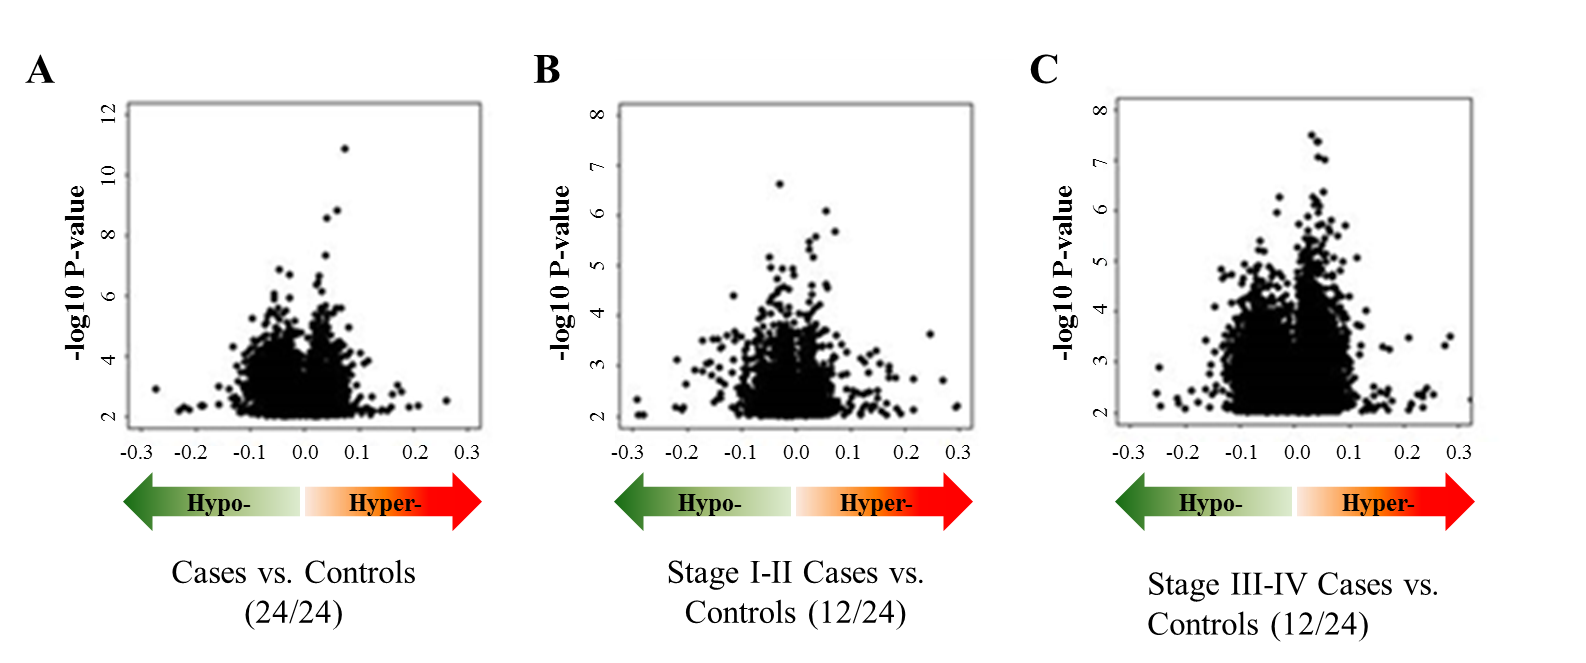 A
B
C
-log10 P-value
12
10
8
6
4
2
-0.3 -0.2 -0.1 0.0 0.1 0.2 0.3
Hypo- Hyper-
Cases vs. Controls
(24/24)
-log10 P-value
8
7
6
5
4
3
2
-0.3 -0.2 -0.1 0.0 0.1 0.2 0.3
Hypo- Hyper-
Stage I-II Cases vs.
Controls (12/24)
-log10 P-value
8
7
6
5
4
3
2
-0.3 -0.2 -0.1 0.0 0.1 0.2 0.3
Hypo- Hyper-
Stage III-IV Cases vs.
Controls (12/24)